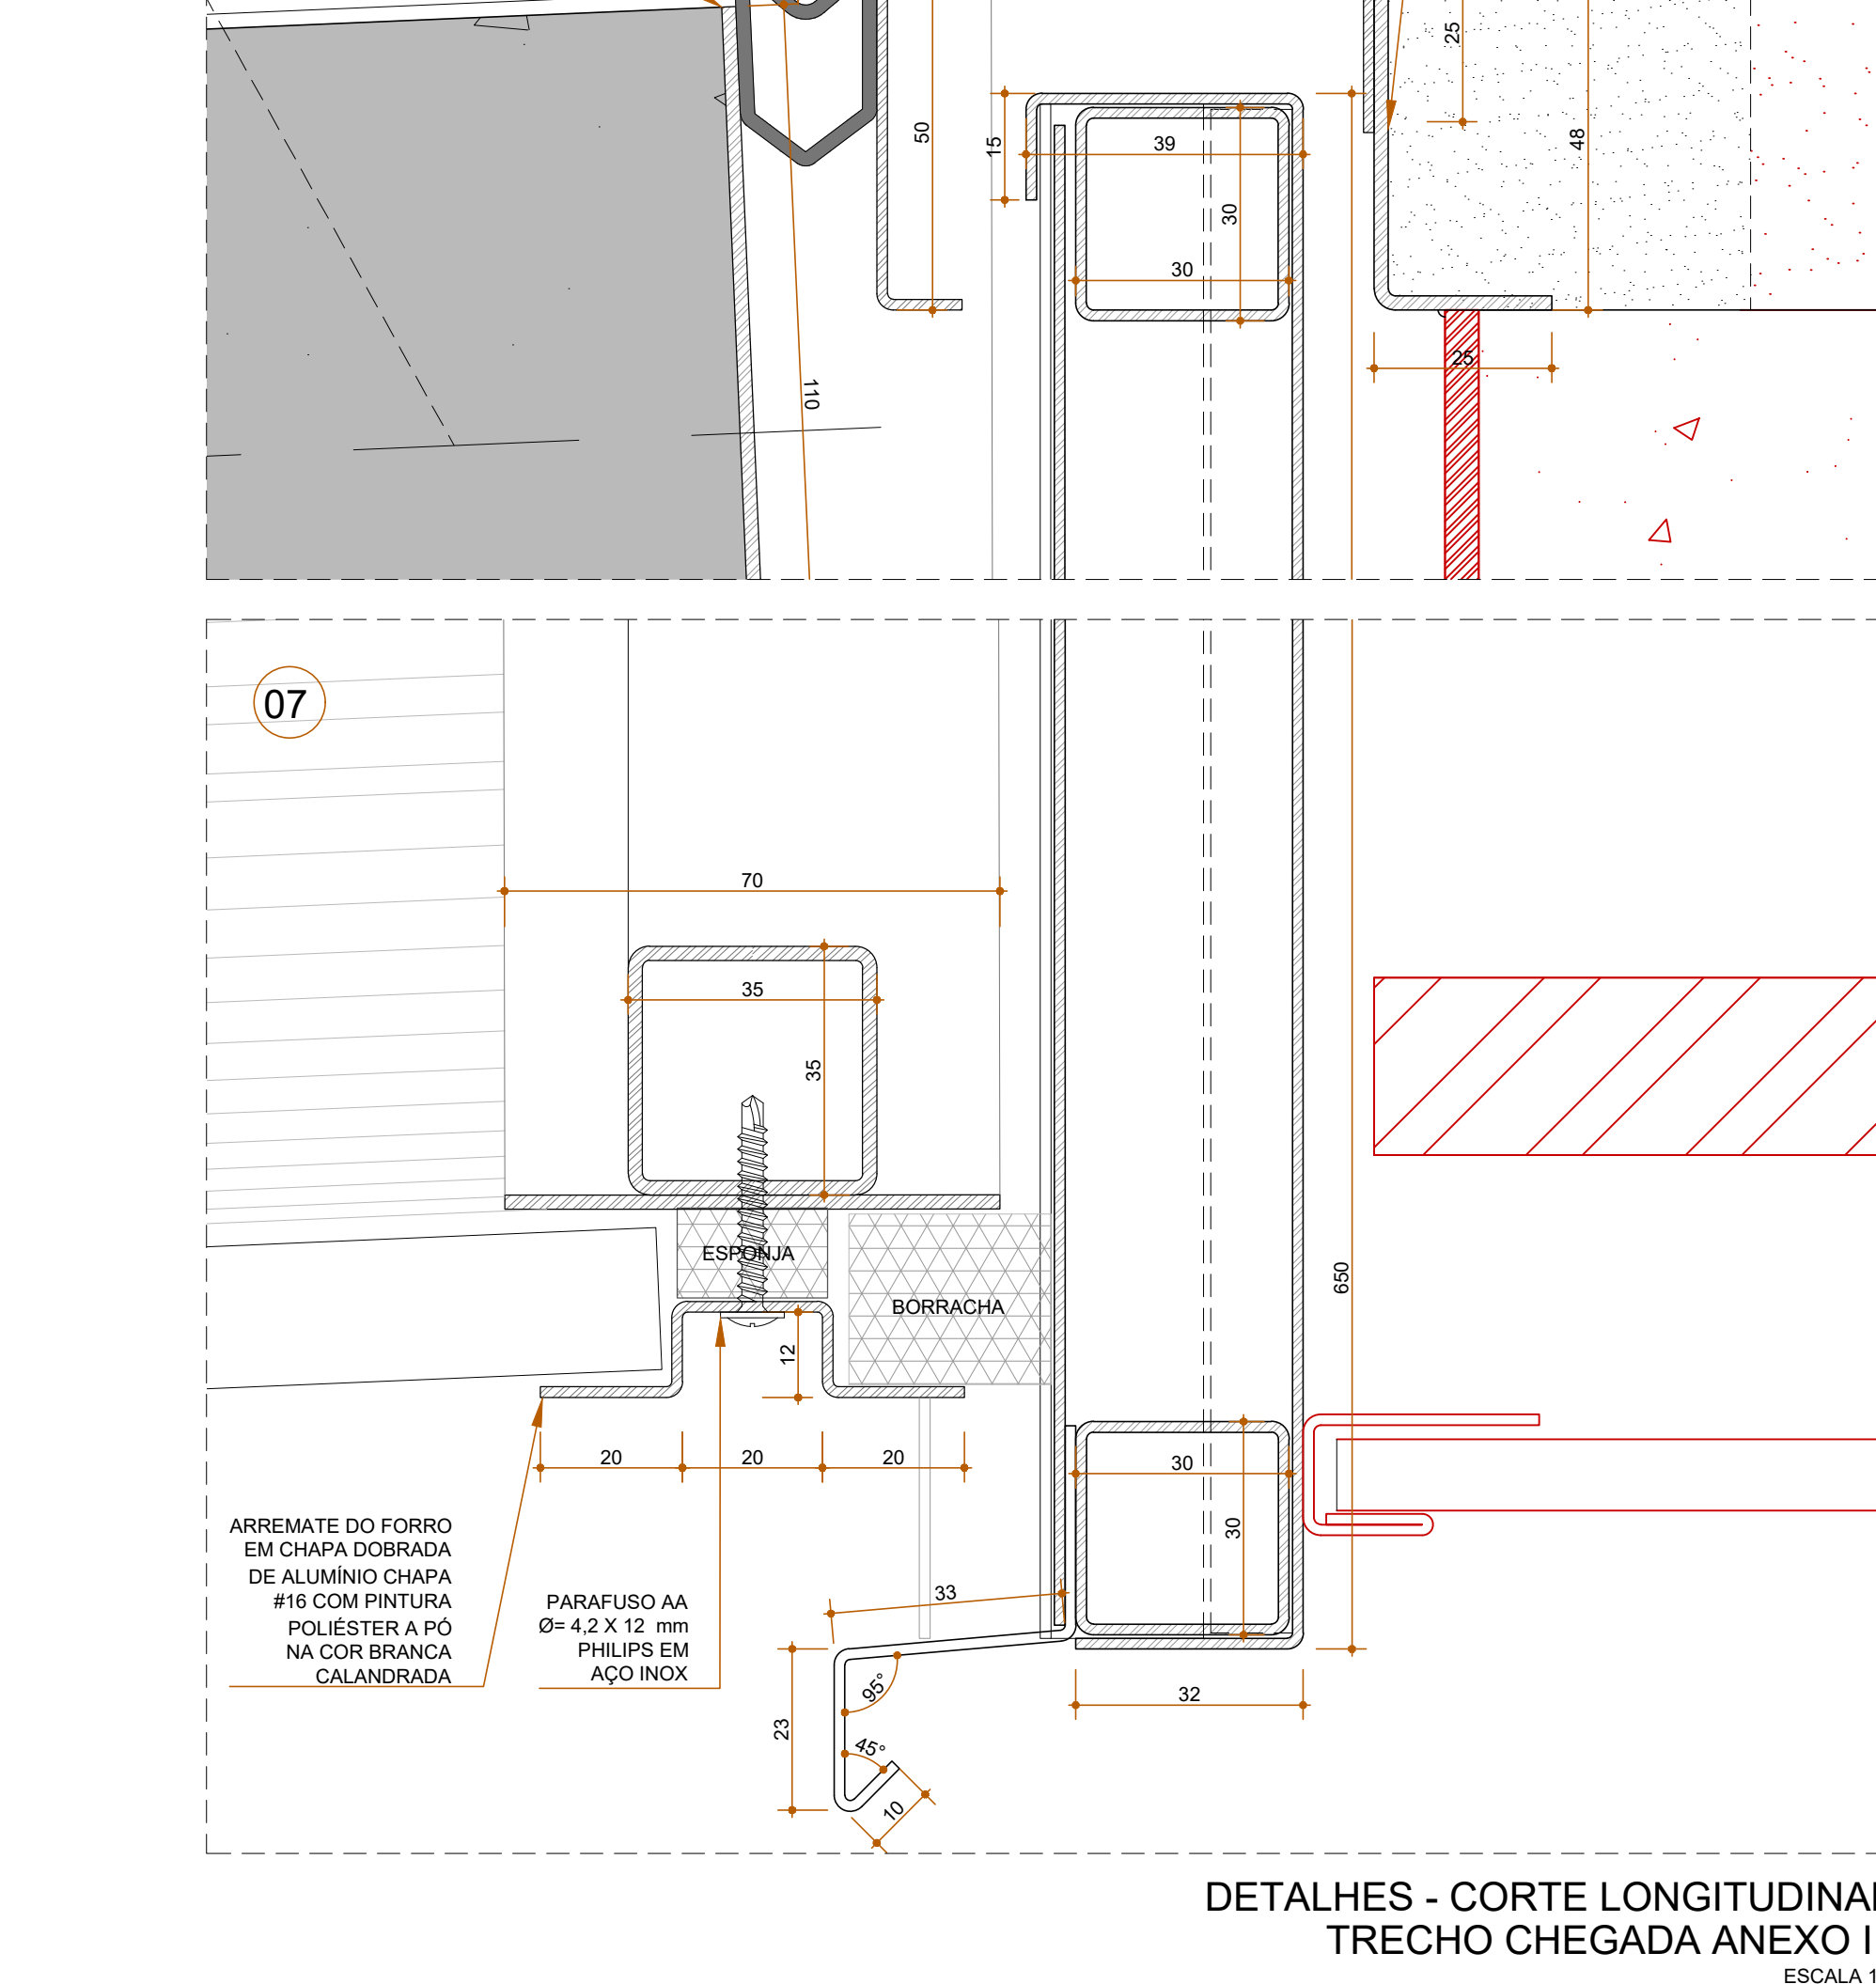 25
50
48
15
39
30
30
25
110
07
70
35
35
ESPONJA
BORRACHA
650
12
20
20
20
30
30
ARREMATE DO FORRO
EM CHAPA DOBRADA
DE ALUMÍNIO CHAPA
#16 COM PINTURA
POLIÉSTER A PÓ
NA COR BRANCA
CALANDRADA
PARAFUSO AA
Ø= 4,2 X 12 mm
PHILIPS EM
AÇO INOX
33
95°
32
23
45°
10
DETALHES - CORTE LONGITUDINAL
TRECHO CHEGADA ANEXO I
ESCALA 1